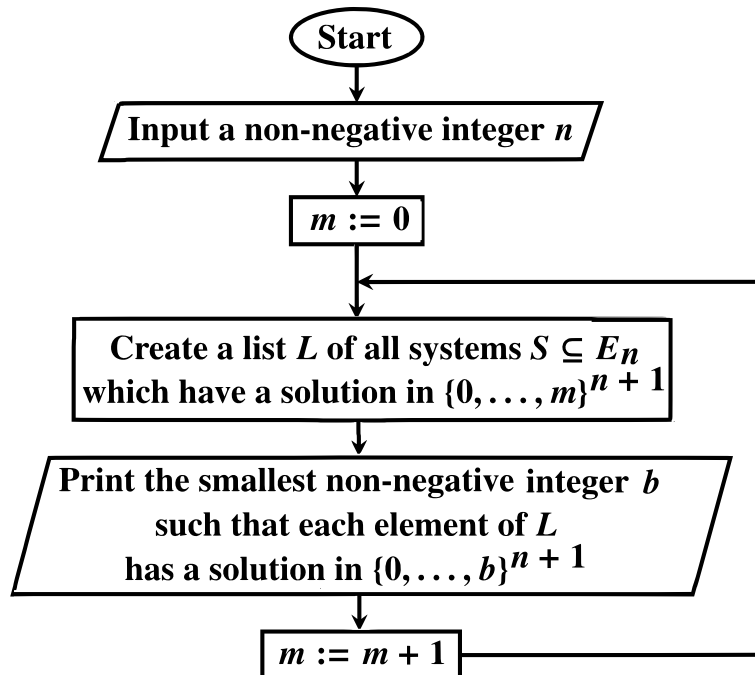 Start
Input a non-negative integer n
m := 0
Create a list L of all systems S ⊆ Eₙ
which have a solution in {0, . . . , m}ⁿ ⁺ ¹
Print the smallest non-negative integer b
such that each element of L
has a solution in {0, . . . , b}ⁿ ⁺ ¹
m := m + 1